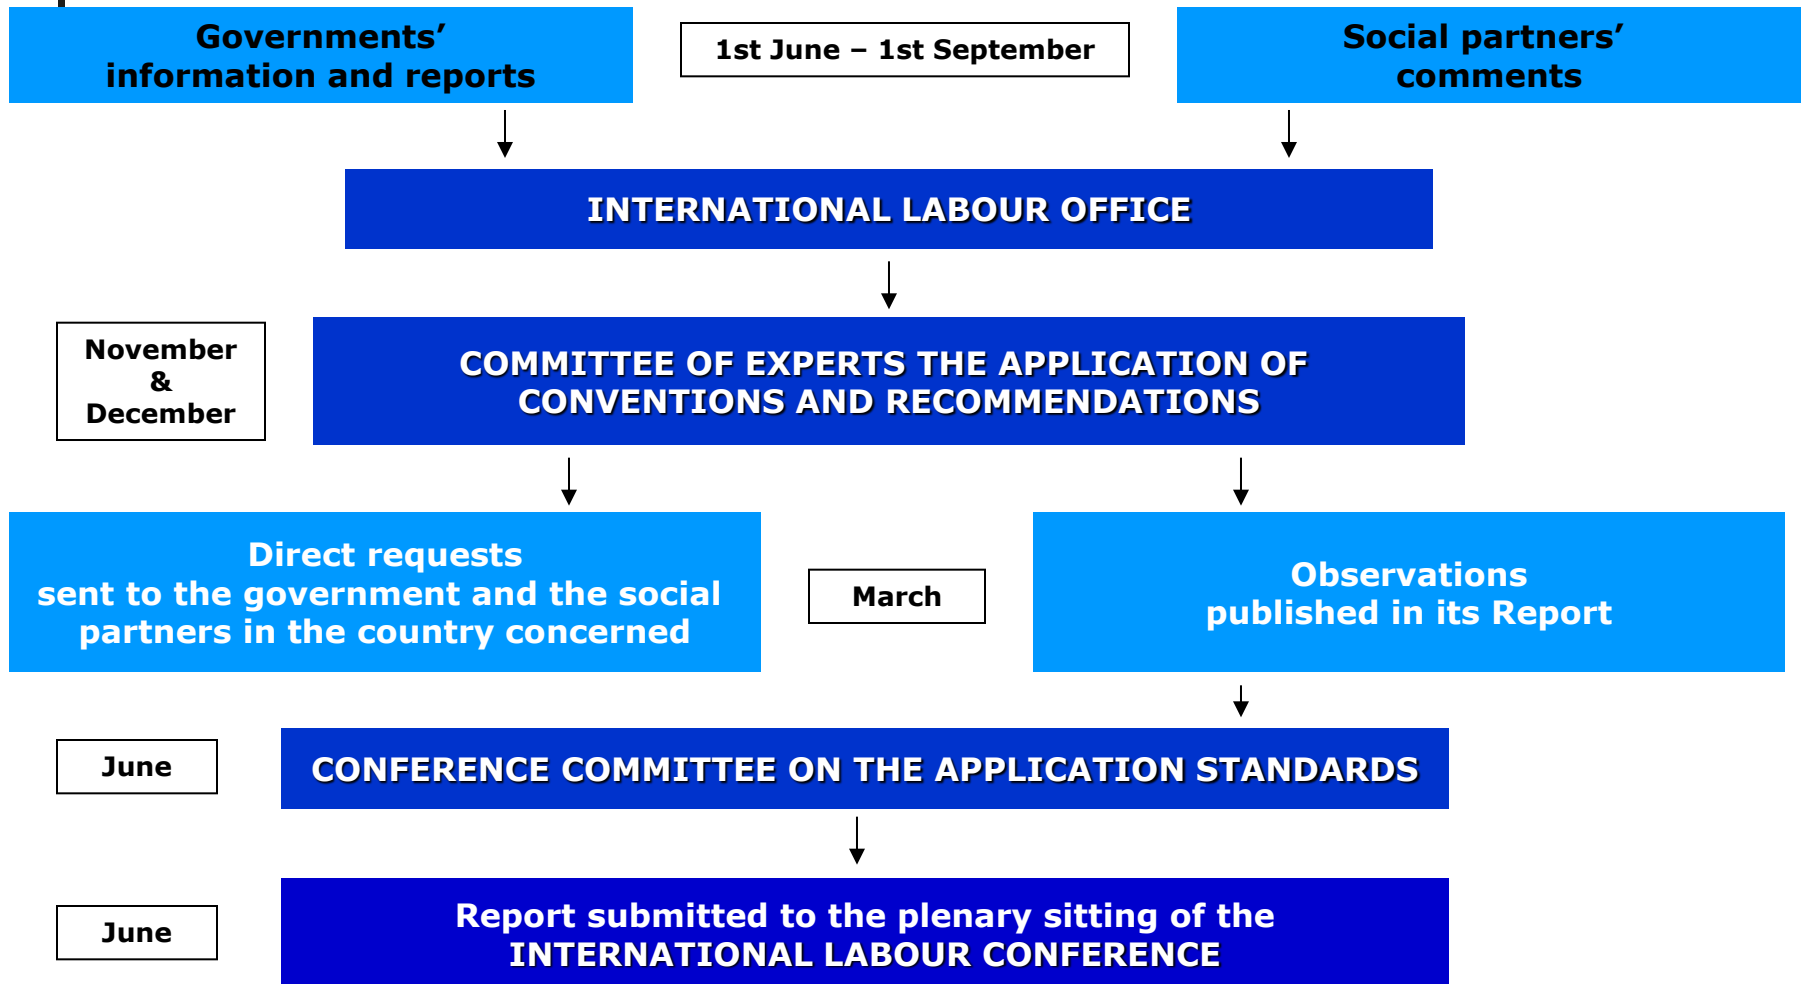 Governments’
information and reports
1st June – 1st September
Social partners’
comments
INTERNATIONAL LABOUR OFFICE
November
&
December
COMMITTEE OF EXPERTS THE APPLICATION OF
CONVENTIONS AND RECOMMENDATIONS
Direct requests
sent to the government and the social
partners in the country concerned
March
Observations
published in its Report
June
CONFERENCE COMMITTEE ON THE APPLICATION STANDARDS
June
Report submitted to the plenary sitting of the
INTERNATIONAL LABOUR CONFERENCE